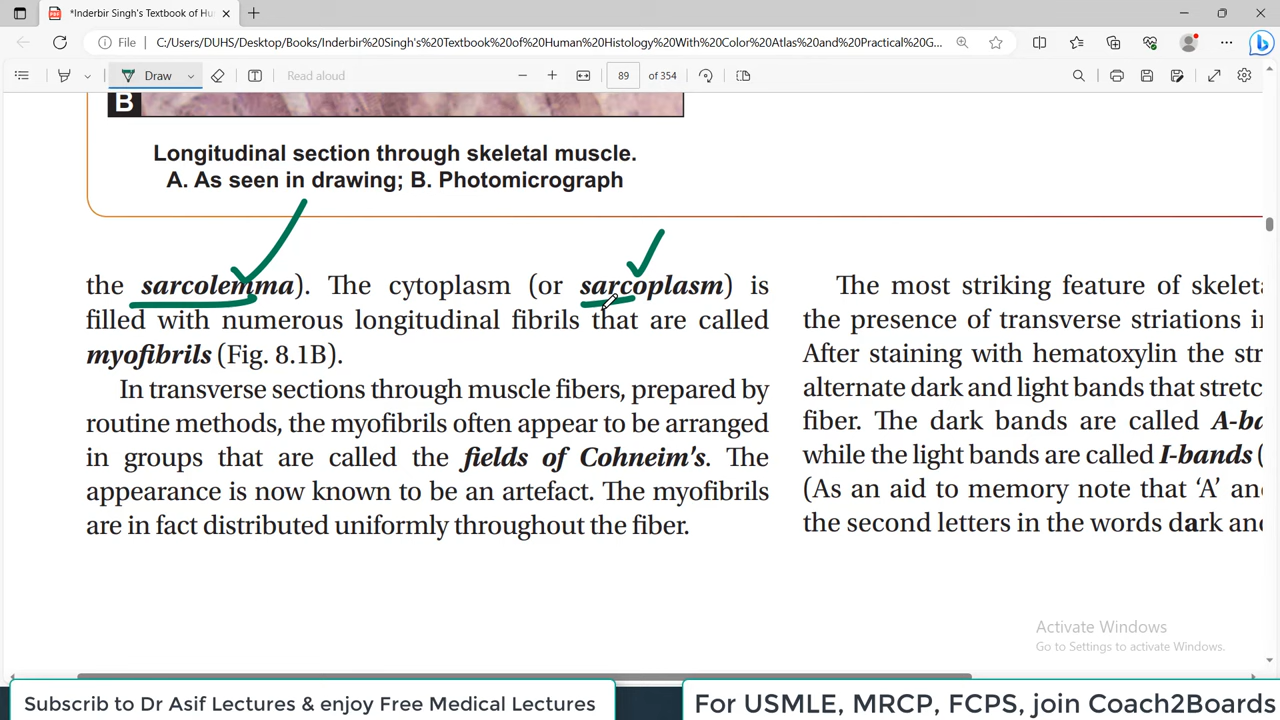 *Inderbir Singh's Textbook of Hu
File
C:/Users/DUHS/Desktop/Books/Inderbir%20Singh's%20Textbook%20of%20Human%20Histology%20With%20Color%20Atlas%20and%20Practical%20G...
Draw
Read aloud
89 of 354
B
Longitudinal section through skeletal muscle.
A. As seen in drawing; B. Photomicrograph
the sarcolemma). The cytoplasm (or sarcoplasm) is
filled with numerous longitudinal fibrils that are called
myofibrils (Fig. 8.1B).
In transverse sections through muscle fibers, prepared by
routine methods, the myofibrils often appear to be arranged
in groups that are called the fields of Cohneim's. The
appearance is now known to be an artefact. The myofibrils
are in fact distributed uniformly throughout the fiber.
The most striking feature of skeleta
the presence of transverse striations i
After staining with hematoxylin the str
alternate dark and light bands that stretc
fiber. The dark bands are called A-ba
while the light bands are called I-bands (
(As an aid to memory note that 'A' and
the second letters in the words dark and
Activate Windows
Go to Settings to activate Windows.
Subscrib to Dr Asif Lectures & enjoy Free Medical Lectures
For USMLE, MRCP, FCPS, join Coach2Boards